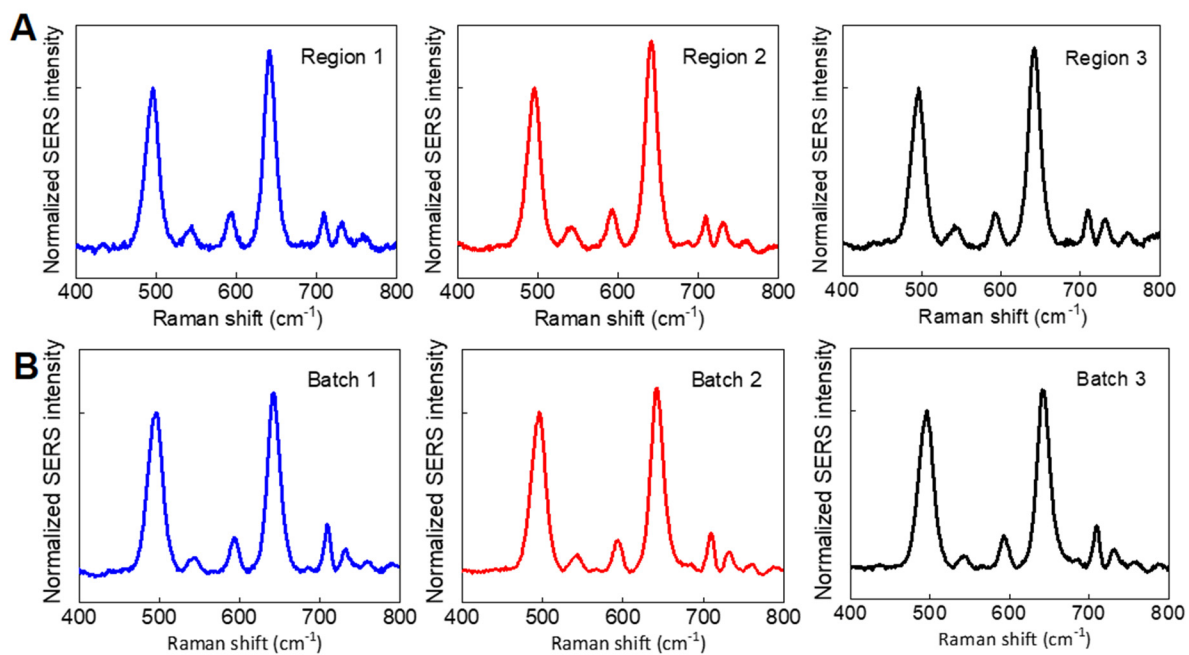 A
Normalized SERS intensity
Region 1
400 500 600 700 800
Raman shift (cm-1)
Normalized SERS intensity
Region 2
400 500 600 700 800
Raman shift (cm-1)
Normalized SERS intensity
Region 3
400 500 600 700 800
Raman shift (cm-1)
B
Normalized SERS intensity
Batch 1
400 500 600 700 800
Raman shift (cm-1)
Normalized SERS intensity
Batch 2
400 500 600 700 800
Raman shift (cm-1)
Normalized SERS intensity
Batch 3
400 500 600 700 800
Raman shift (cm-1)